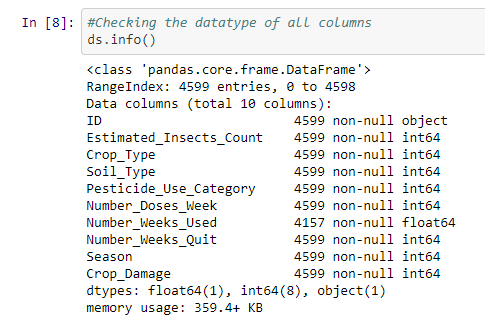 In [8]: #Checking the datatype of all columns
ds.info()
<class 'pandas.core.frame.DataFrame'>
RangeIndex: 4599 entries, 0 to 4598
Data columns (total 10 columns):
ID                         4599 non-null object
Estimated_Insects_Count    4599 non-null int64
Crop_Type                  4599 non-null int64
Soil_Type                  4599 non-null int64
Pesticide_Use_Category     4599 non-null int64
Number_Doses_Week          4599 non-null int64
Number_Weeks_Used          4157 non-null float64
Number_Weeks_Quit          4599 non-null int64
Season                     4599 non-null int64
Crop_Damage                4599 non-null int64
dtypes: float64(1), int64(8), object(1)
memory usage: 359.4+ KB